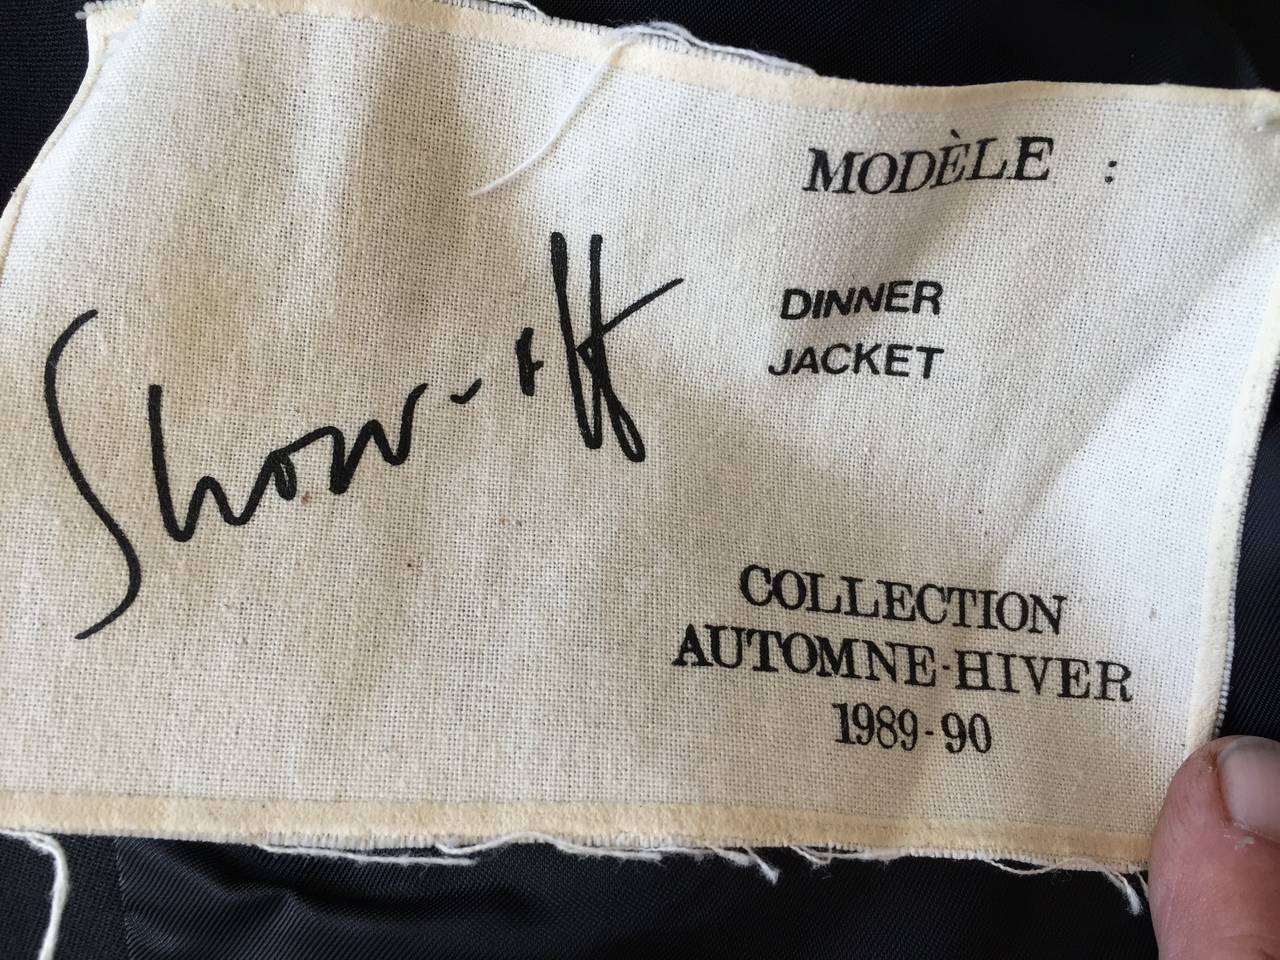 Show-off
MODÈLE :
DINNER
JACKET
COLLECTION
AUTOMNE-HIVER
1989-90